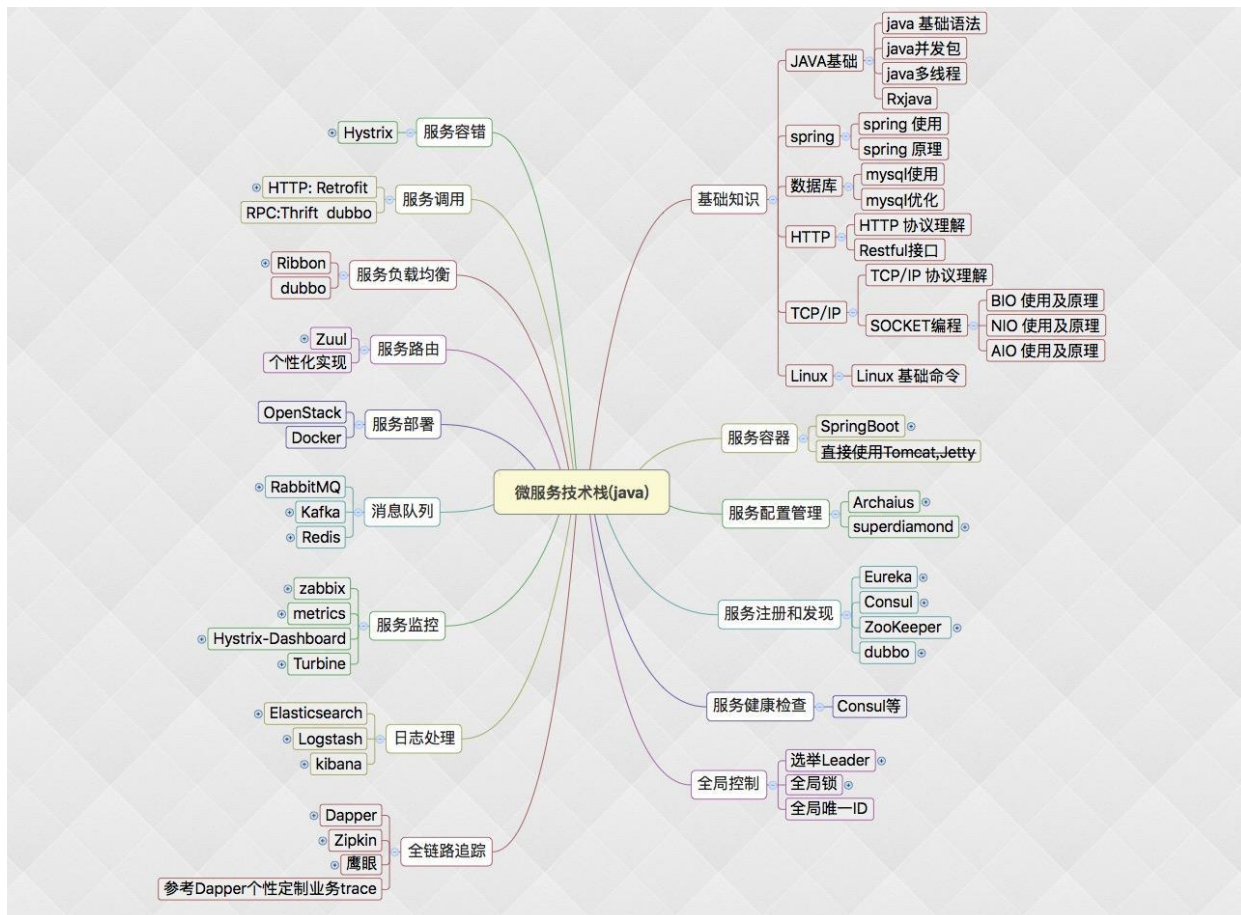 微服务技术栈(java)
基础知识
JAVA基础
java 基础语法
java并发包
java多线程
Rxjava
spring
spring 使用
spring 原理
数据库
mysql使用
mysql优化
HTTP
HTTP 协议理解
Restful接口
TCP/IP
TCP/IP 协议理解
SOCKET编程
BIO 使用及原理
NIO 使用及原理
AIO 使用及原理
Linux
Linux 基础命令
服务容器
SpringBoot
直接使用Tomcat,Jetty
服务配置管理
Archaius
superdiamond
服务注册和发现
Eureka
Consul
ZooKeeper
dubbo
服务健康检查
Consul等
全局控制
选举Leader
全局锁
全局唯一ID
服务容错
Hystrix
服务调用
HTTP: Retrofit
RPC:Thrift dubbo
服务负载均衡
Ribbon
dubbo
服务路由
Zuul
个性化实现
服务部署
OpenStack
Docker
消息队列
RabbitMQ
Kafka
Redis
服务监控
zabbix
metrics
Hystrix-Dashboard
Turbine
日志处理
Elasticsearch
Logstash
kibana
全链路追踪
Dapper
Zipkin
鹰眼
参考Dapper个性定制业务trace